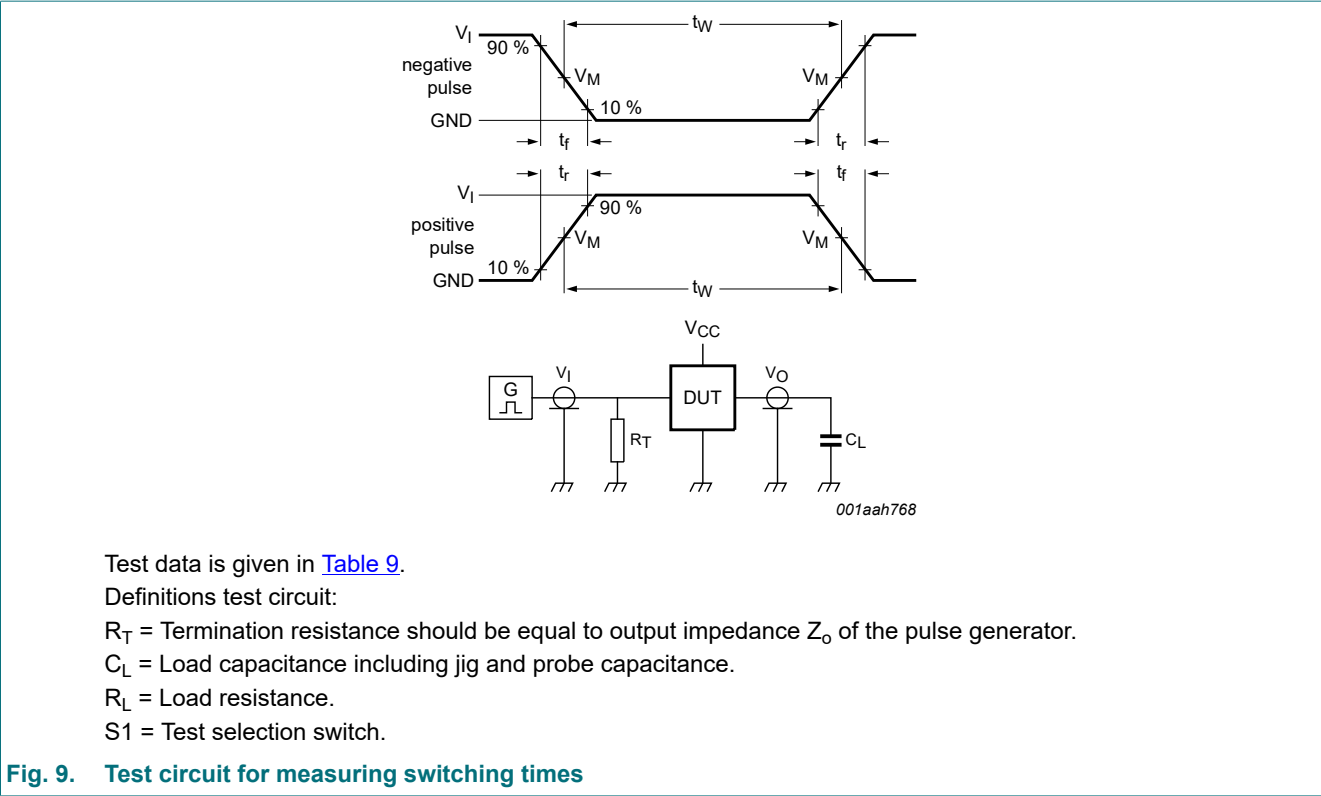 tW
VI
90 %
negative
pulse
VM
VM
10 %
GND
tf
tr
tr
tf
VI
90 %
positive
pulse
VM
VM
10 %
GND
tW
VCC
G
VI
DUT
VO
RT
CL
001aah768
Test data is given in Table 9.
Definitions test circuit:
RT = Termination resistance should be equal to output impedance Zo of the pulse generator.
CL = Load capacitance including jig and probe capacitance.
RL = Load resistance.
S1 = Test selection switch.
Fig. 9. Test circuit for measuring switching times